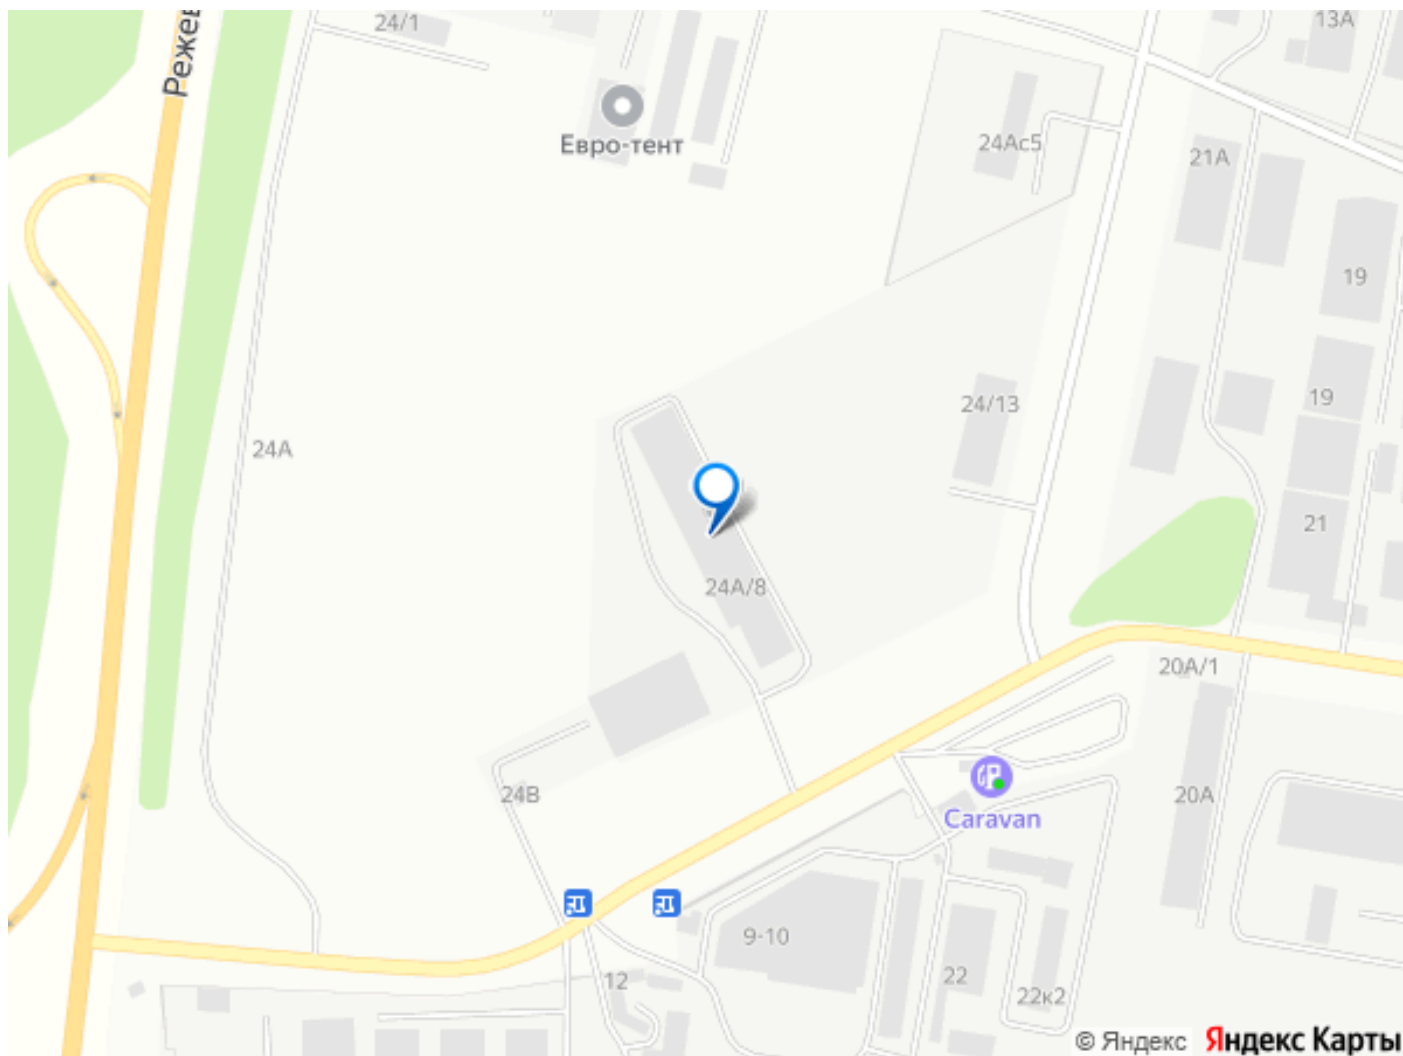 24/1
13А
Режев
Евро-тент
24Ас5
21А
19
24/13
19
24А
21
24А/8
20А/1
24В
20А
Caravan
9-10
12
22
22к2
© Яндекс Яндекс Карты